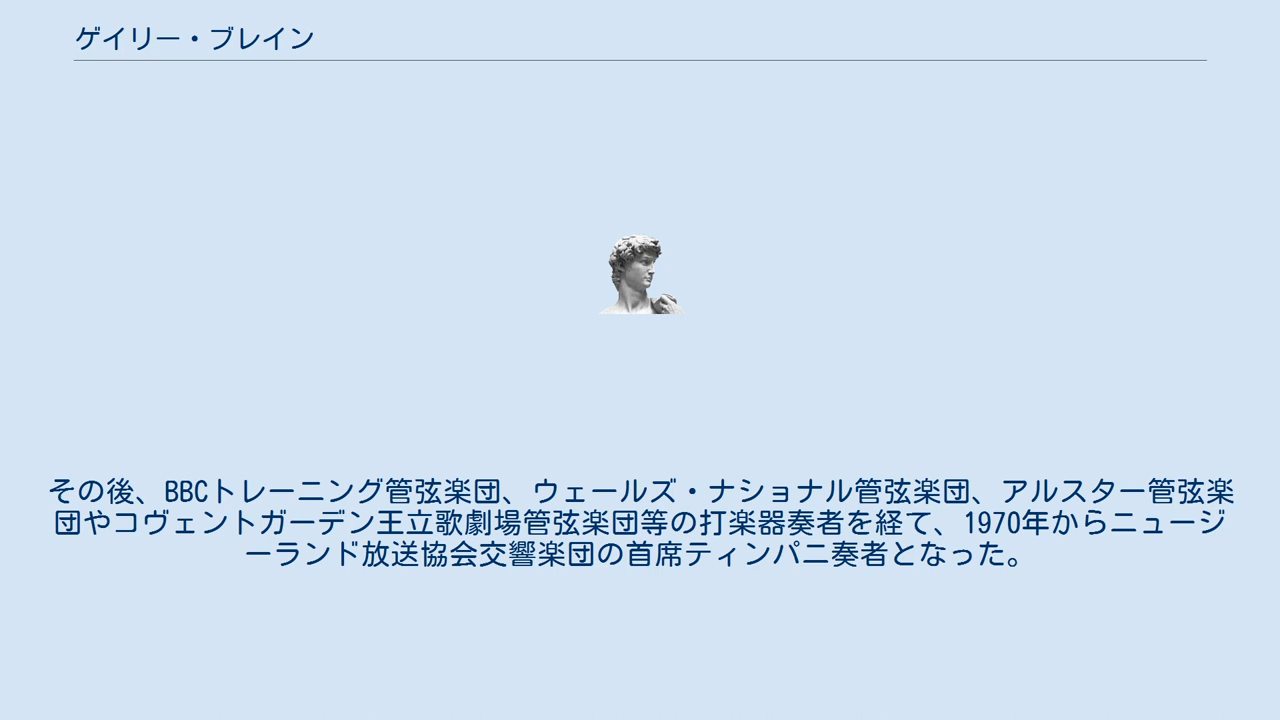 ゲイリー・ブレイン
その後、BBCトレーニング管弦楽団、ウェールズ・ナショナル管弦楽団、アルスター管弦楽
団やコヴェントガーデン王立歌劇場管弦楽団等の打楽器奏者を経て、1970年からニュージ
ーランド放送協会交響楽団の首席ティンパニ奏者となった。